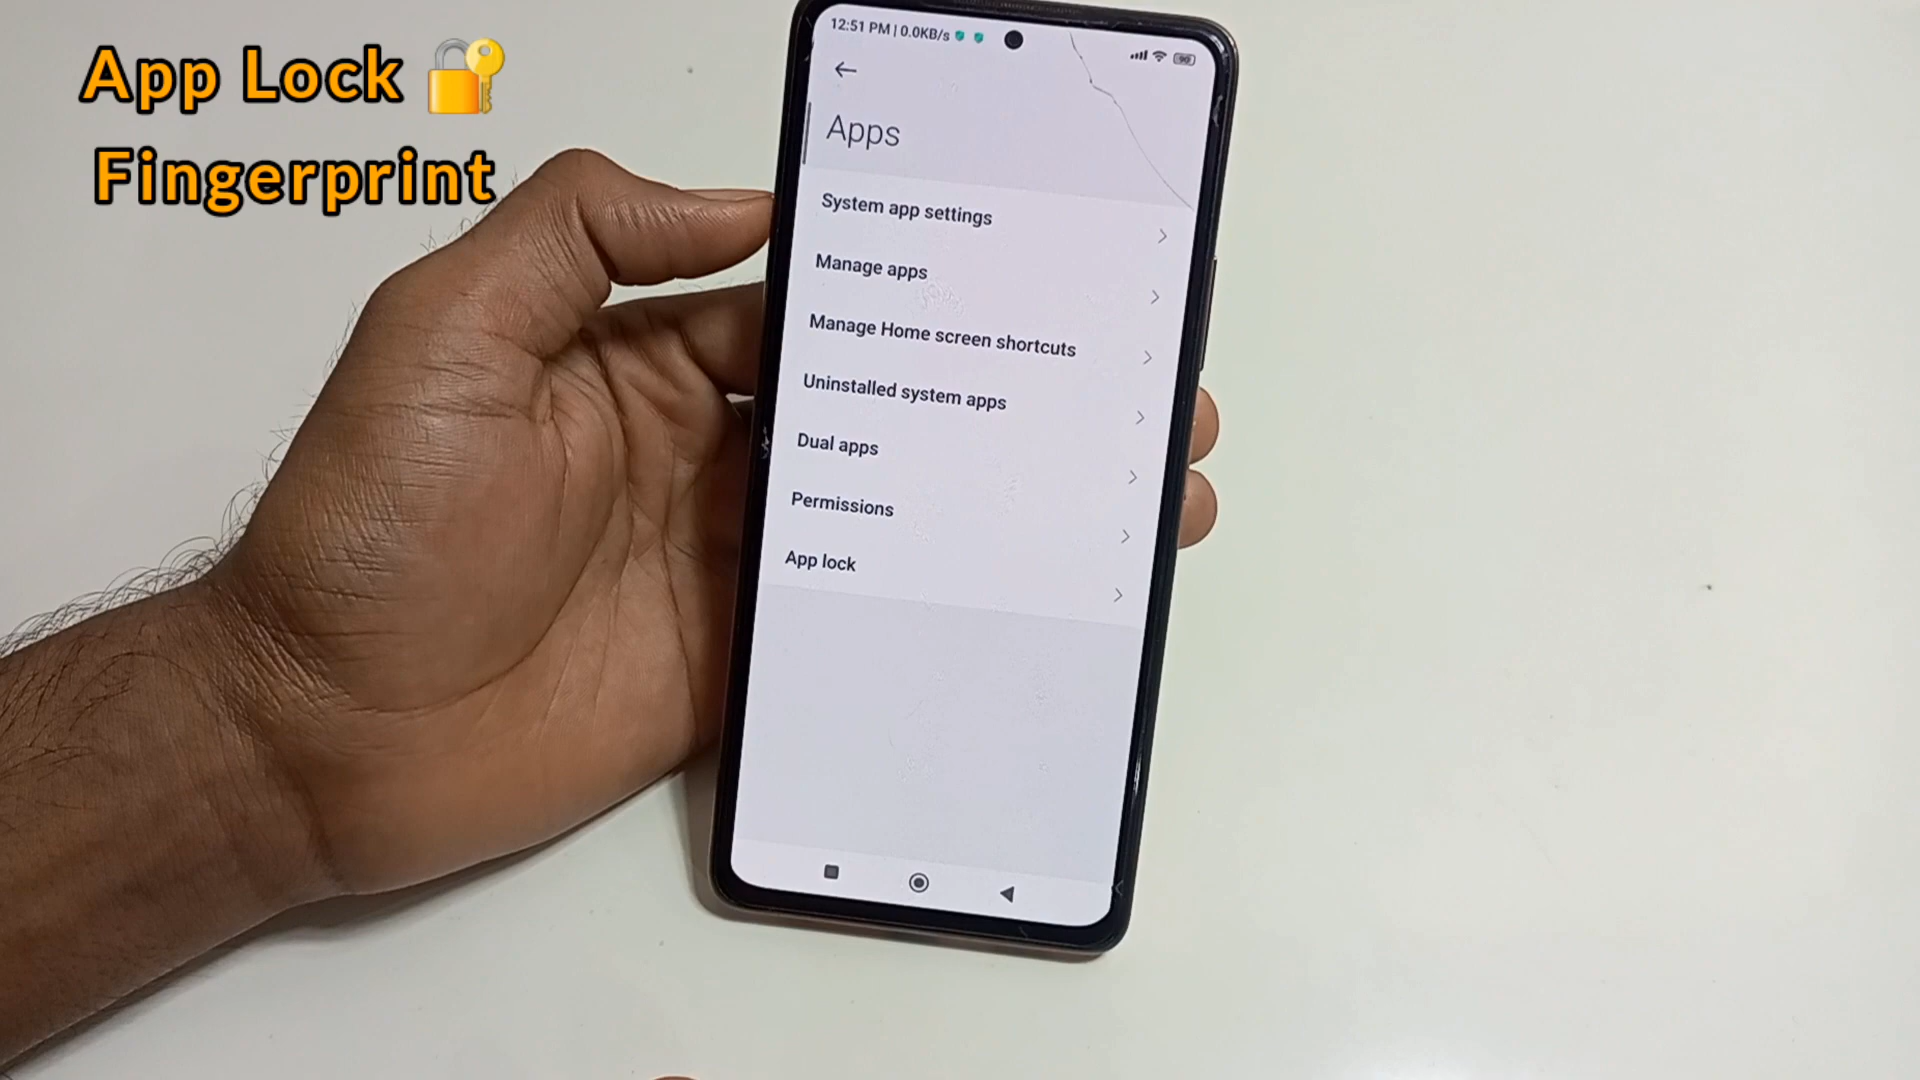 App Lock 🔐
Fingerprint
12:51 PM | 0.0KB/s
90
Apps
System app settings
Manage apps
Manage Home screen shortcuts
Uninstalled system apps
Dual apps
Permissions
App lock